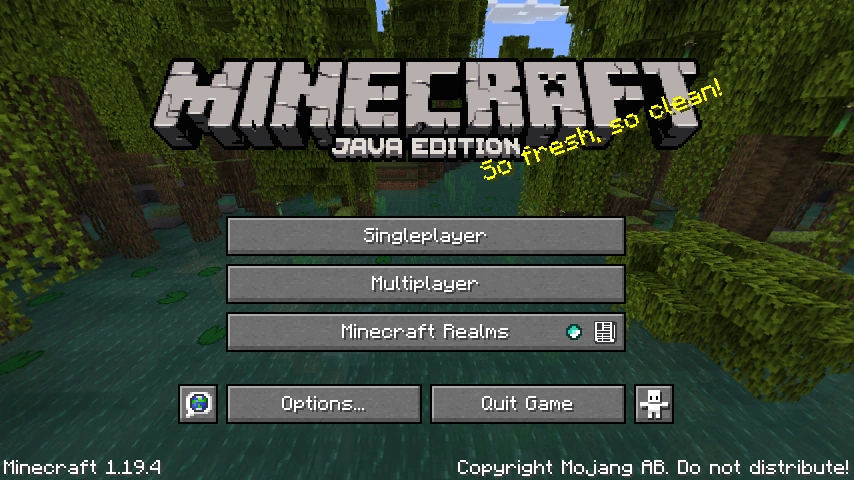 MINECRAFT
JAVA EDITION
So fresh, so clean!
Singleplayer
Multiplayer
Minecraft Realms
Options...
Quit Game
Minecraft 1.19.4
Copyright Mojang AB. Do not distribute!